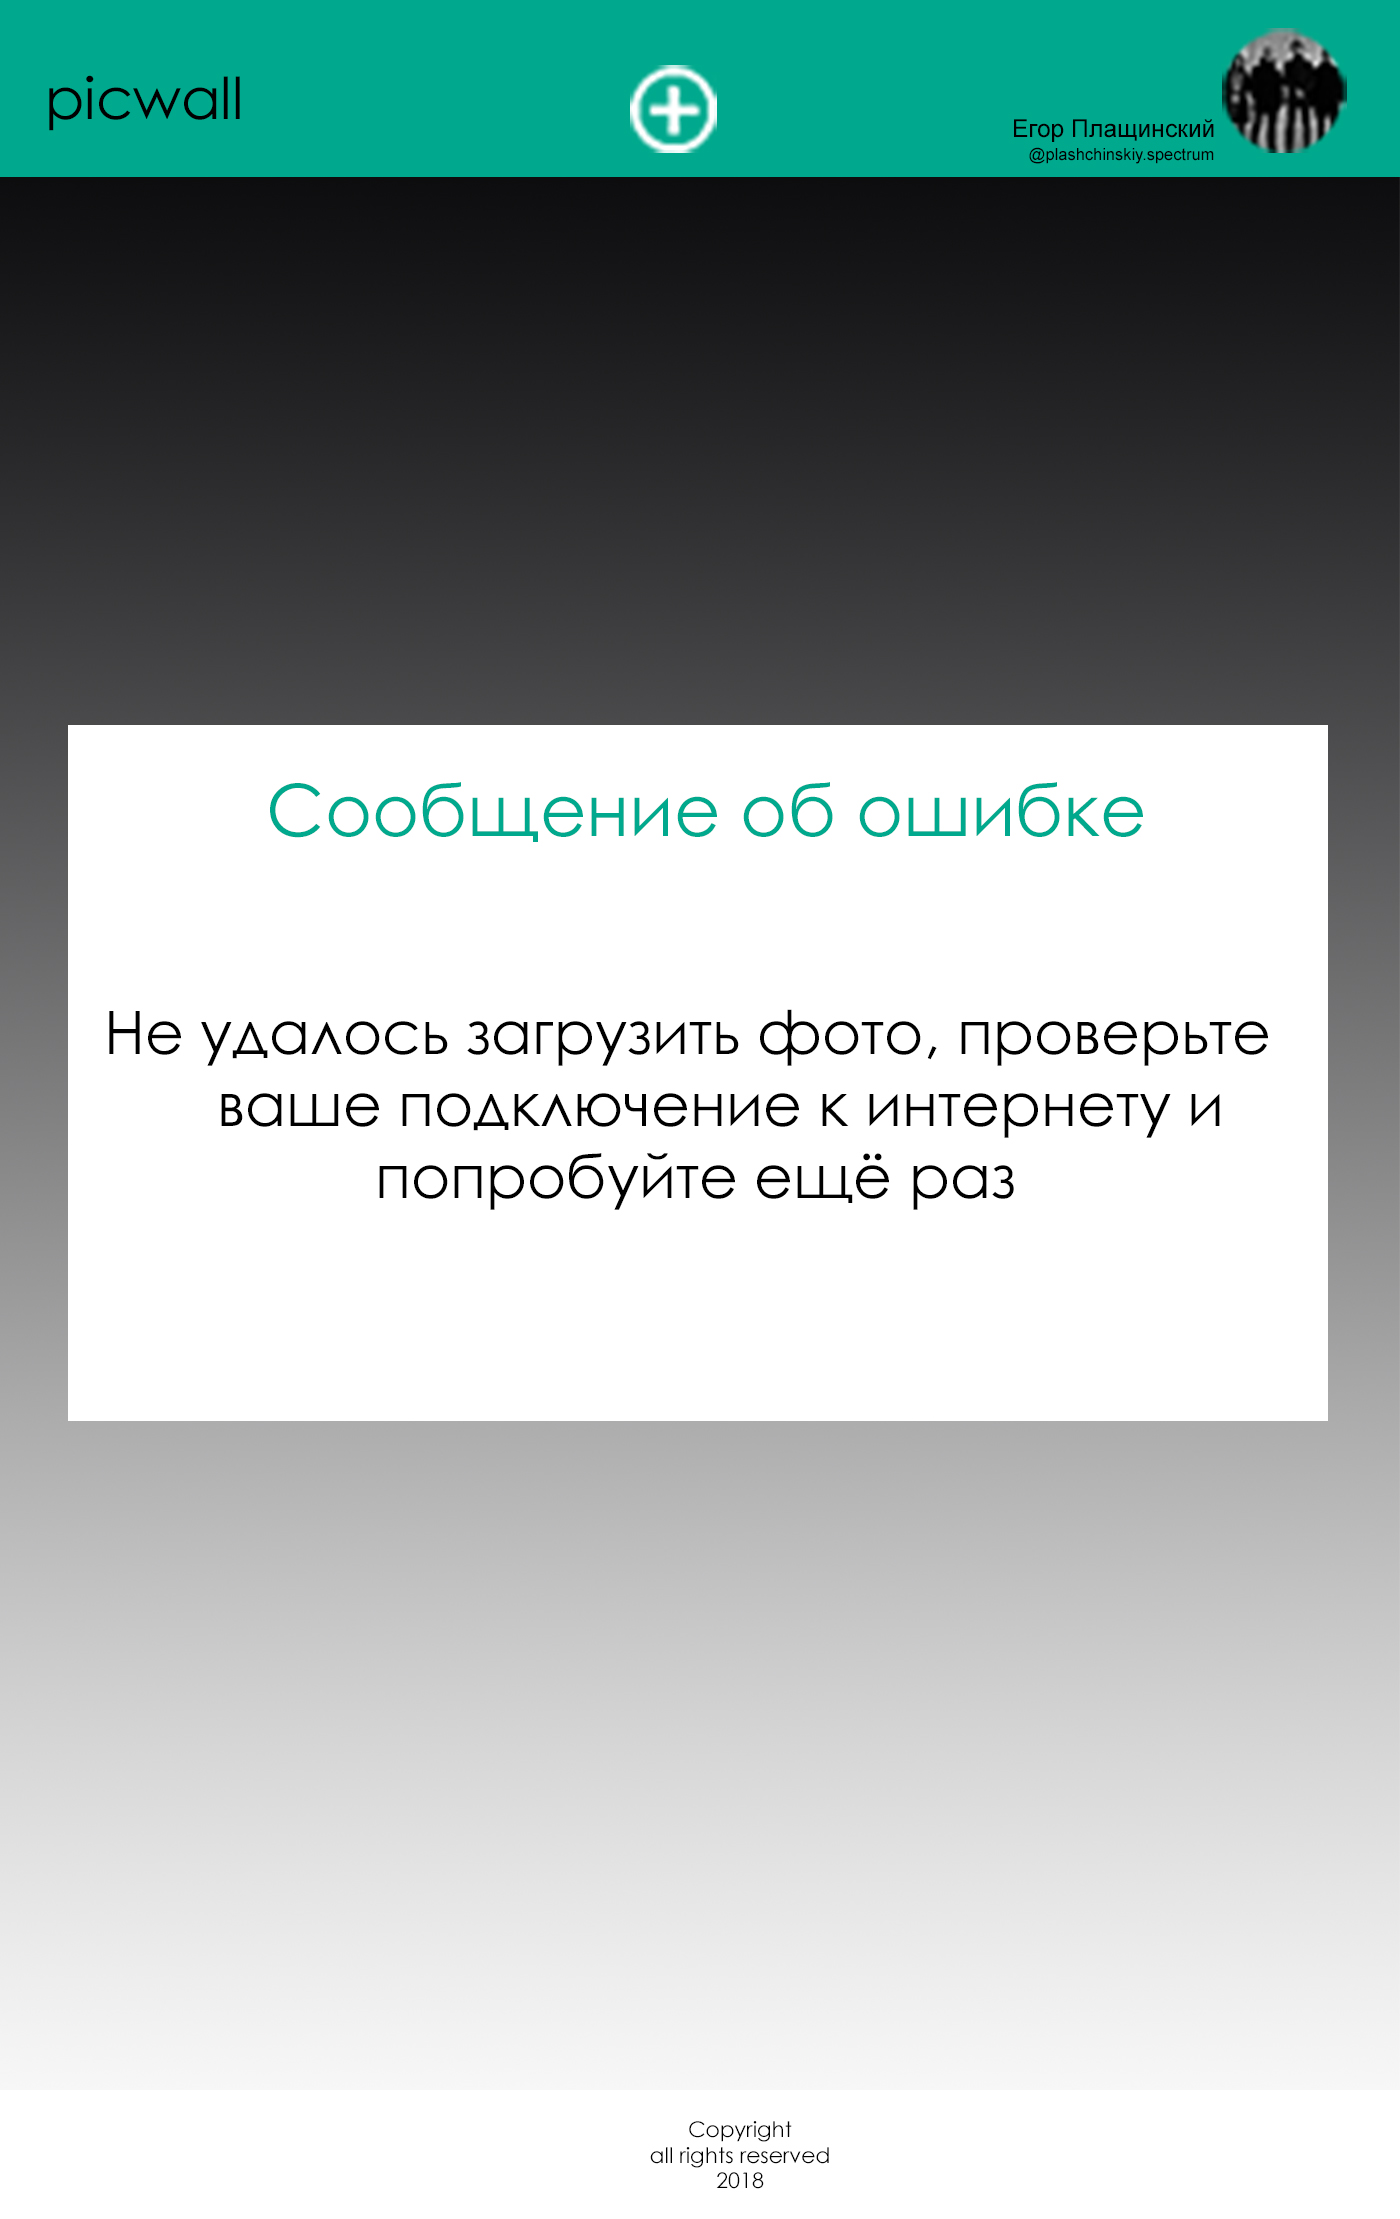 picwall
Егор Плащинский
@plashchinskiy.spectrum
Сообщение об ошибке
Не удалось загрузить фото, проверьте
ваше подключение к интернету и
попробуйте ещё раз
Copyright
all rights reserved
2018